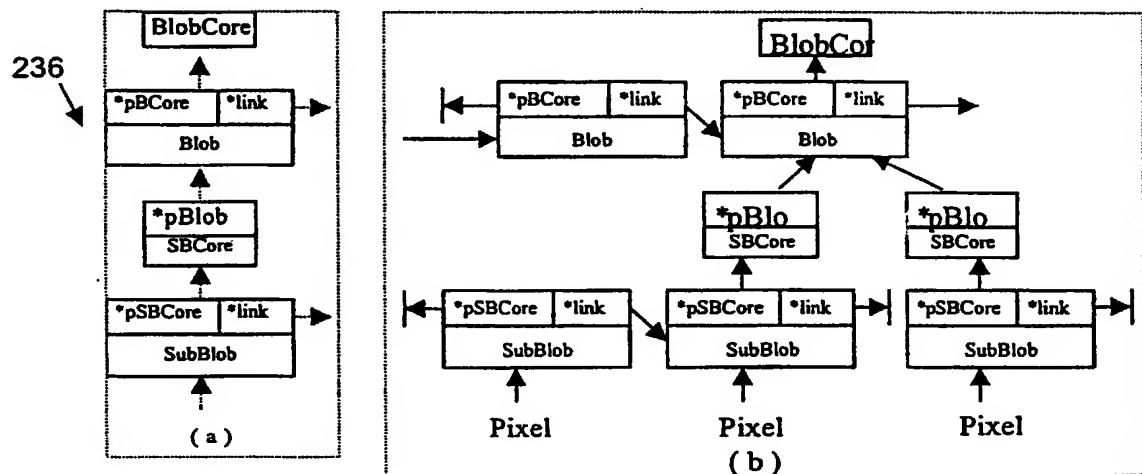 236
BlobCore
*pBCore *link
Blob
*pBlob
SBCore
*pSBCore *link
SubBlob
( a )
BlobCor
*pBCore *link *pBCore *link
Blob Blob
*pBlo *pBlo
SBCore SBCore
*pSBCore *link *pSBCore *link *pSBCore *link
SubBlob SubBlob SubBlob
Pixel Pixel Pixel
( b )